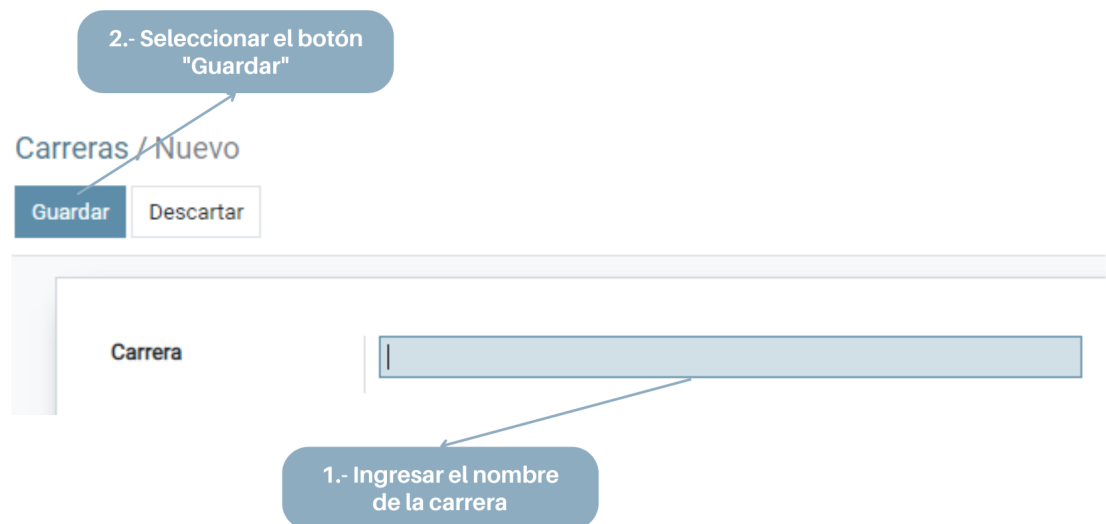 2.- Seleccionar el botón
"Guardar"
Carreras / Nuevo
Guardar
Descartar
Carrera
1.- Ingresar el nombre
de la carrera